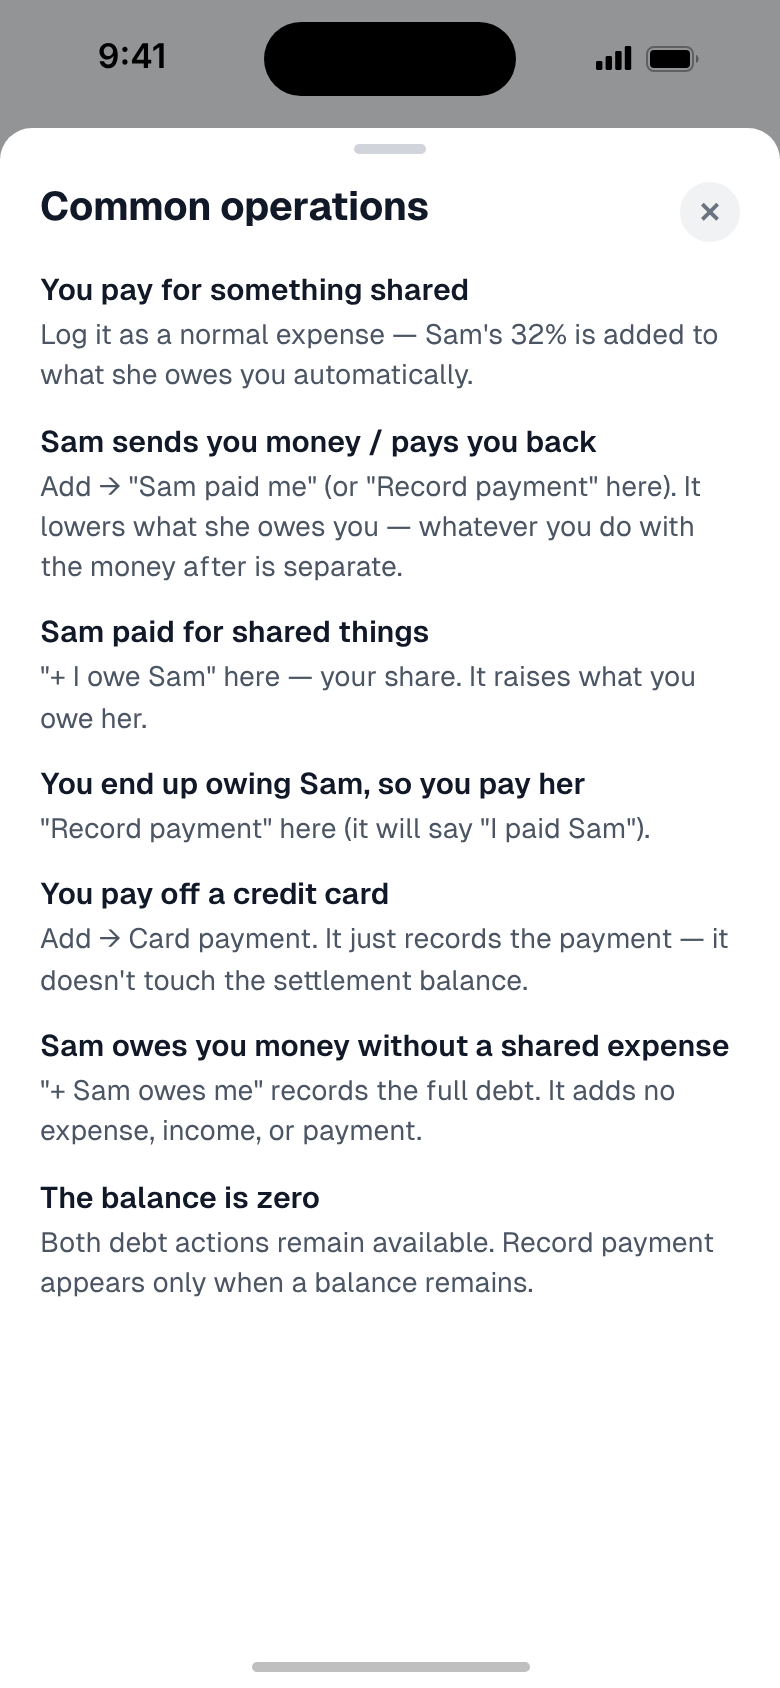 9:41
Common operations
You pay for something shared
Log it as a normal expense — Sam's 32% is added to
what she owes you automatically.
Sam sends you money / pays you back
Add → "Sam paid me" (or "Record payment" here). It
lowers what she owes you — whatever you do with
the money after is separate.
Sam paid for shared things
"+ I owe Sam" here — your share. It raises what you
owe her.
You end up owing Sam, so you pay her
"Record payment" here (it will say "I paid Sam").
You pay off a credit card
Add → Card payment. It just records the payment — it
doesn't touch the settlement balance.
Sam owes you money without a shared expense
"+ Sam owes me" records the full debt. It adds no
expense, income, or payment.
The balance is zero
Both debt actions remain available. Record payment
appears only when a balance remains.